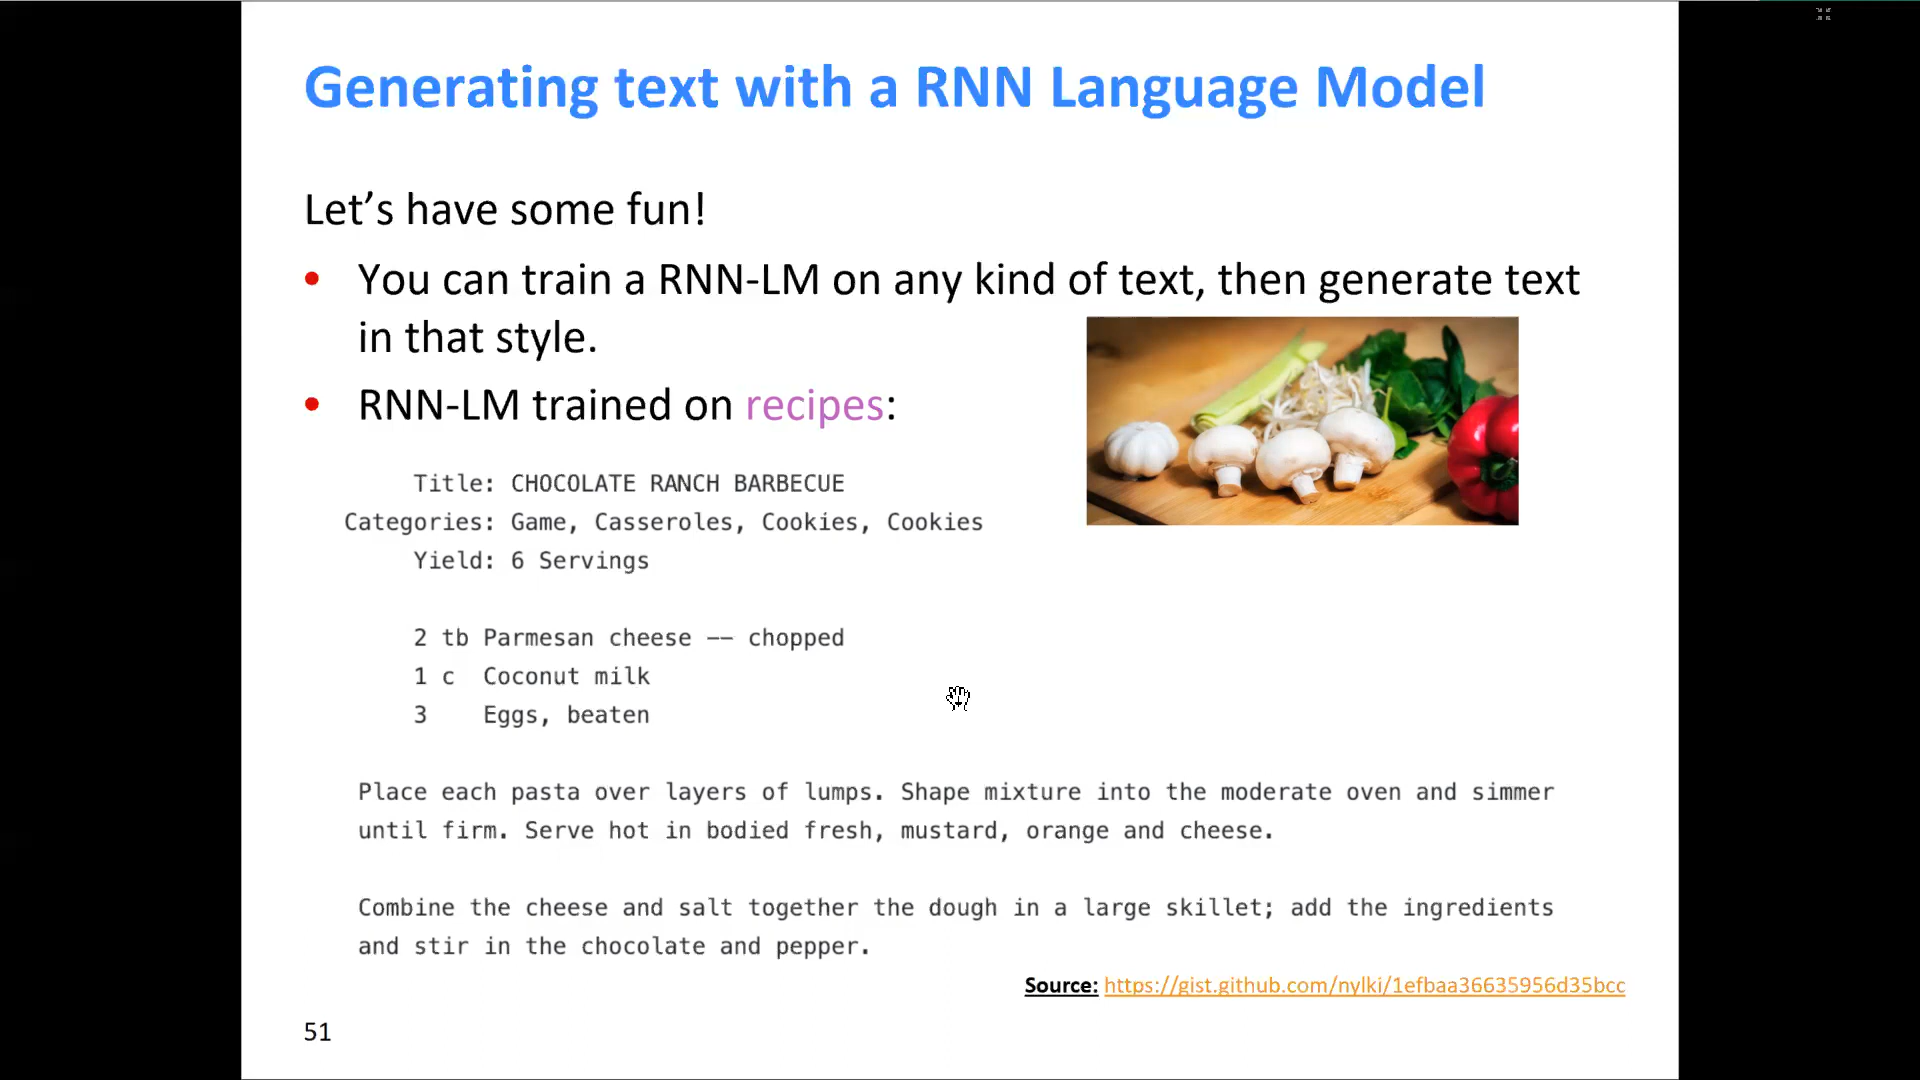 Generating text with a RNN Language Model
Let's have some fun!
• You can train a RNN-LM on any kind of text, then generate text
in that style.
• RNN-LM trained on recipes:
Title: CHOCOLATE RANCH BARBECUE
Categories: Game, Casseroles, Cookies, Cookies
Yield: 6 Servings
2 tb Parmesan cheese -- chopped
1 c Coconut milk
3 Eggs, beaten
Place each pasta over layers of lumps. Shape mixture into the moderate oven and simmer
until firm. Serve hot in bodied fresh, mustard, orange and cheese.
Combine the cheese and salt together the dough in a large skillet; add the ingredients
and stir in the chocolate and pepper.
Source: https://gist.github.com/nylki/1efbaa36635956d35bcc
51